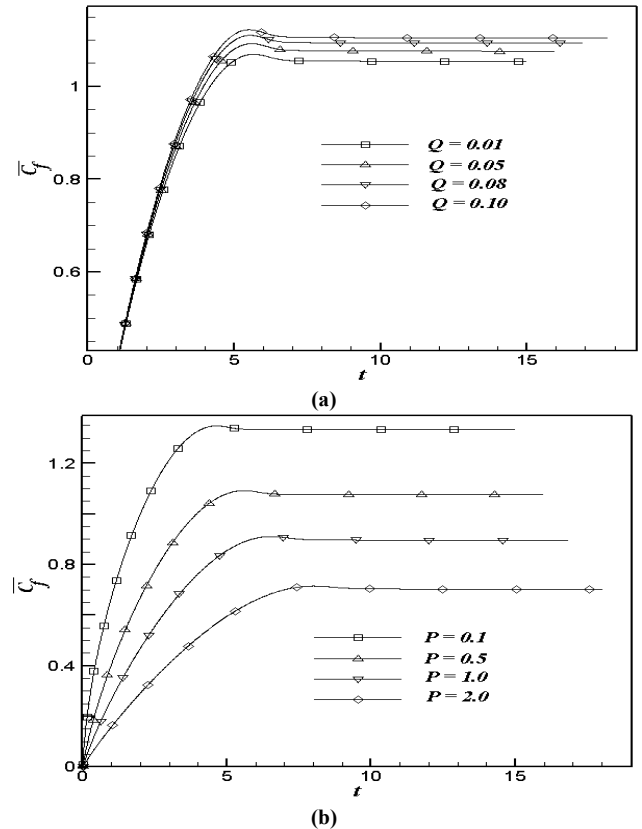 1
0.8
0.6
C̅f
Q = 0.01
Q = 0.05
Q = 0.08
Q = 0.10
0 5 10 15
t
(a)
1.2
0.8
0.4
0
C̅f
P = 0.1
P = 0.5
P = 1.0
P = 2.0
0 5 10 15
t
(b)